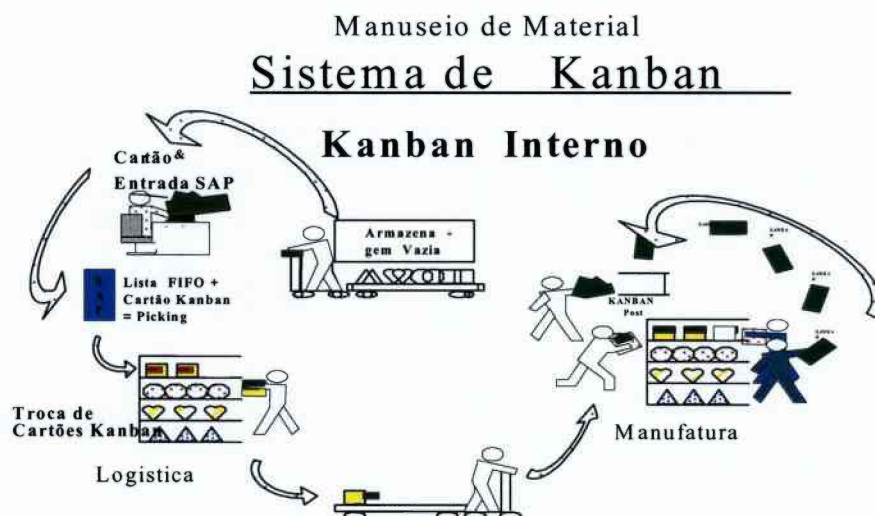 Manuseio de Material
Sistema de Kanban
Kanban Interno
Cartão &
Entrada SAP
Armazena -
gem Vazia
SAP
Lista FIFO +
Cartão Kanban
= Picking
KANBAN
Post
Troca de
Cartões Kanban
Logistica
Manufatura